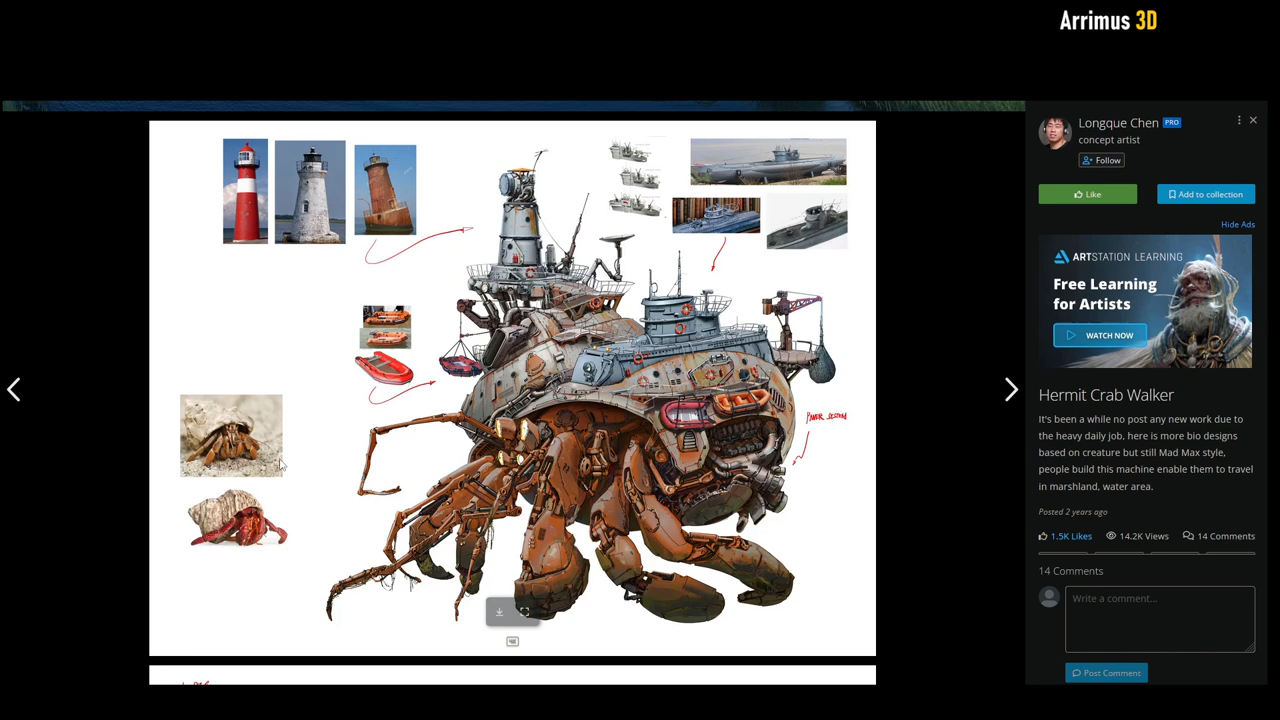 Arrimus 3D
Longque Chen PRO
concept artist
Follow
Like
Add to collection
Hide Ads
ARTSTATION LEARNING
Free Learning
for Artists
WATCH NOW
Hermit Crab Walker
It's been a while no post any new work due to
the heavy daily job, here is more bio designs
based on creature but still Mad Max style,
people build this machine enable them to travel
in marshland, water area.
Posted 2 years ago
1.5K Likes
14.2K Views
14 Comments
14 Comments
Write a comment...
Post Comment